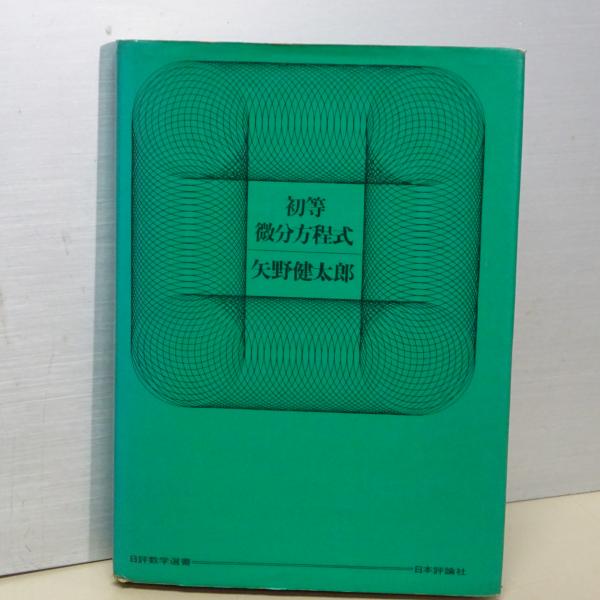 初等
微分方程式
矢野健太郎
日評数学選書
日本評論社